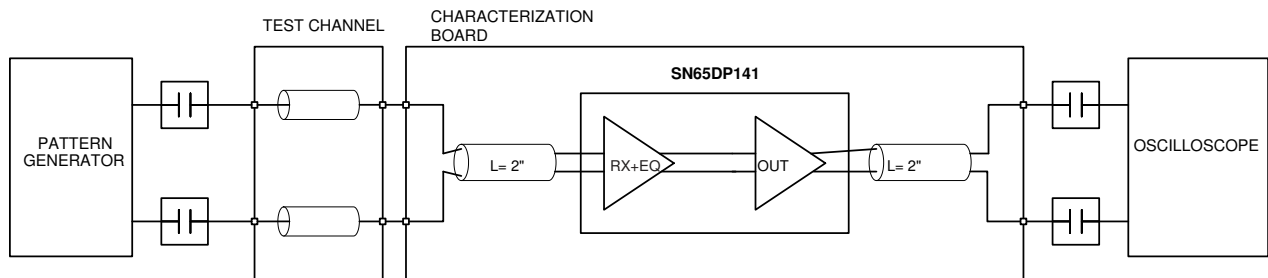 TEST CHANNEL
CHARACTERIZATION
BOARD
SN65DP141
PATTERN
GENERATOR
L= 2"
RX+EQ
OUT
L= 2"
OSCILLOSCOPE